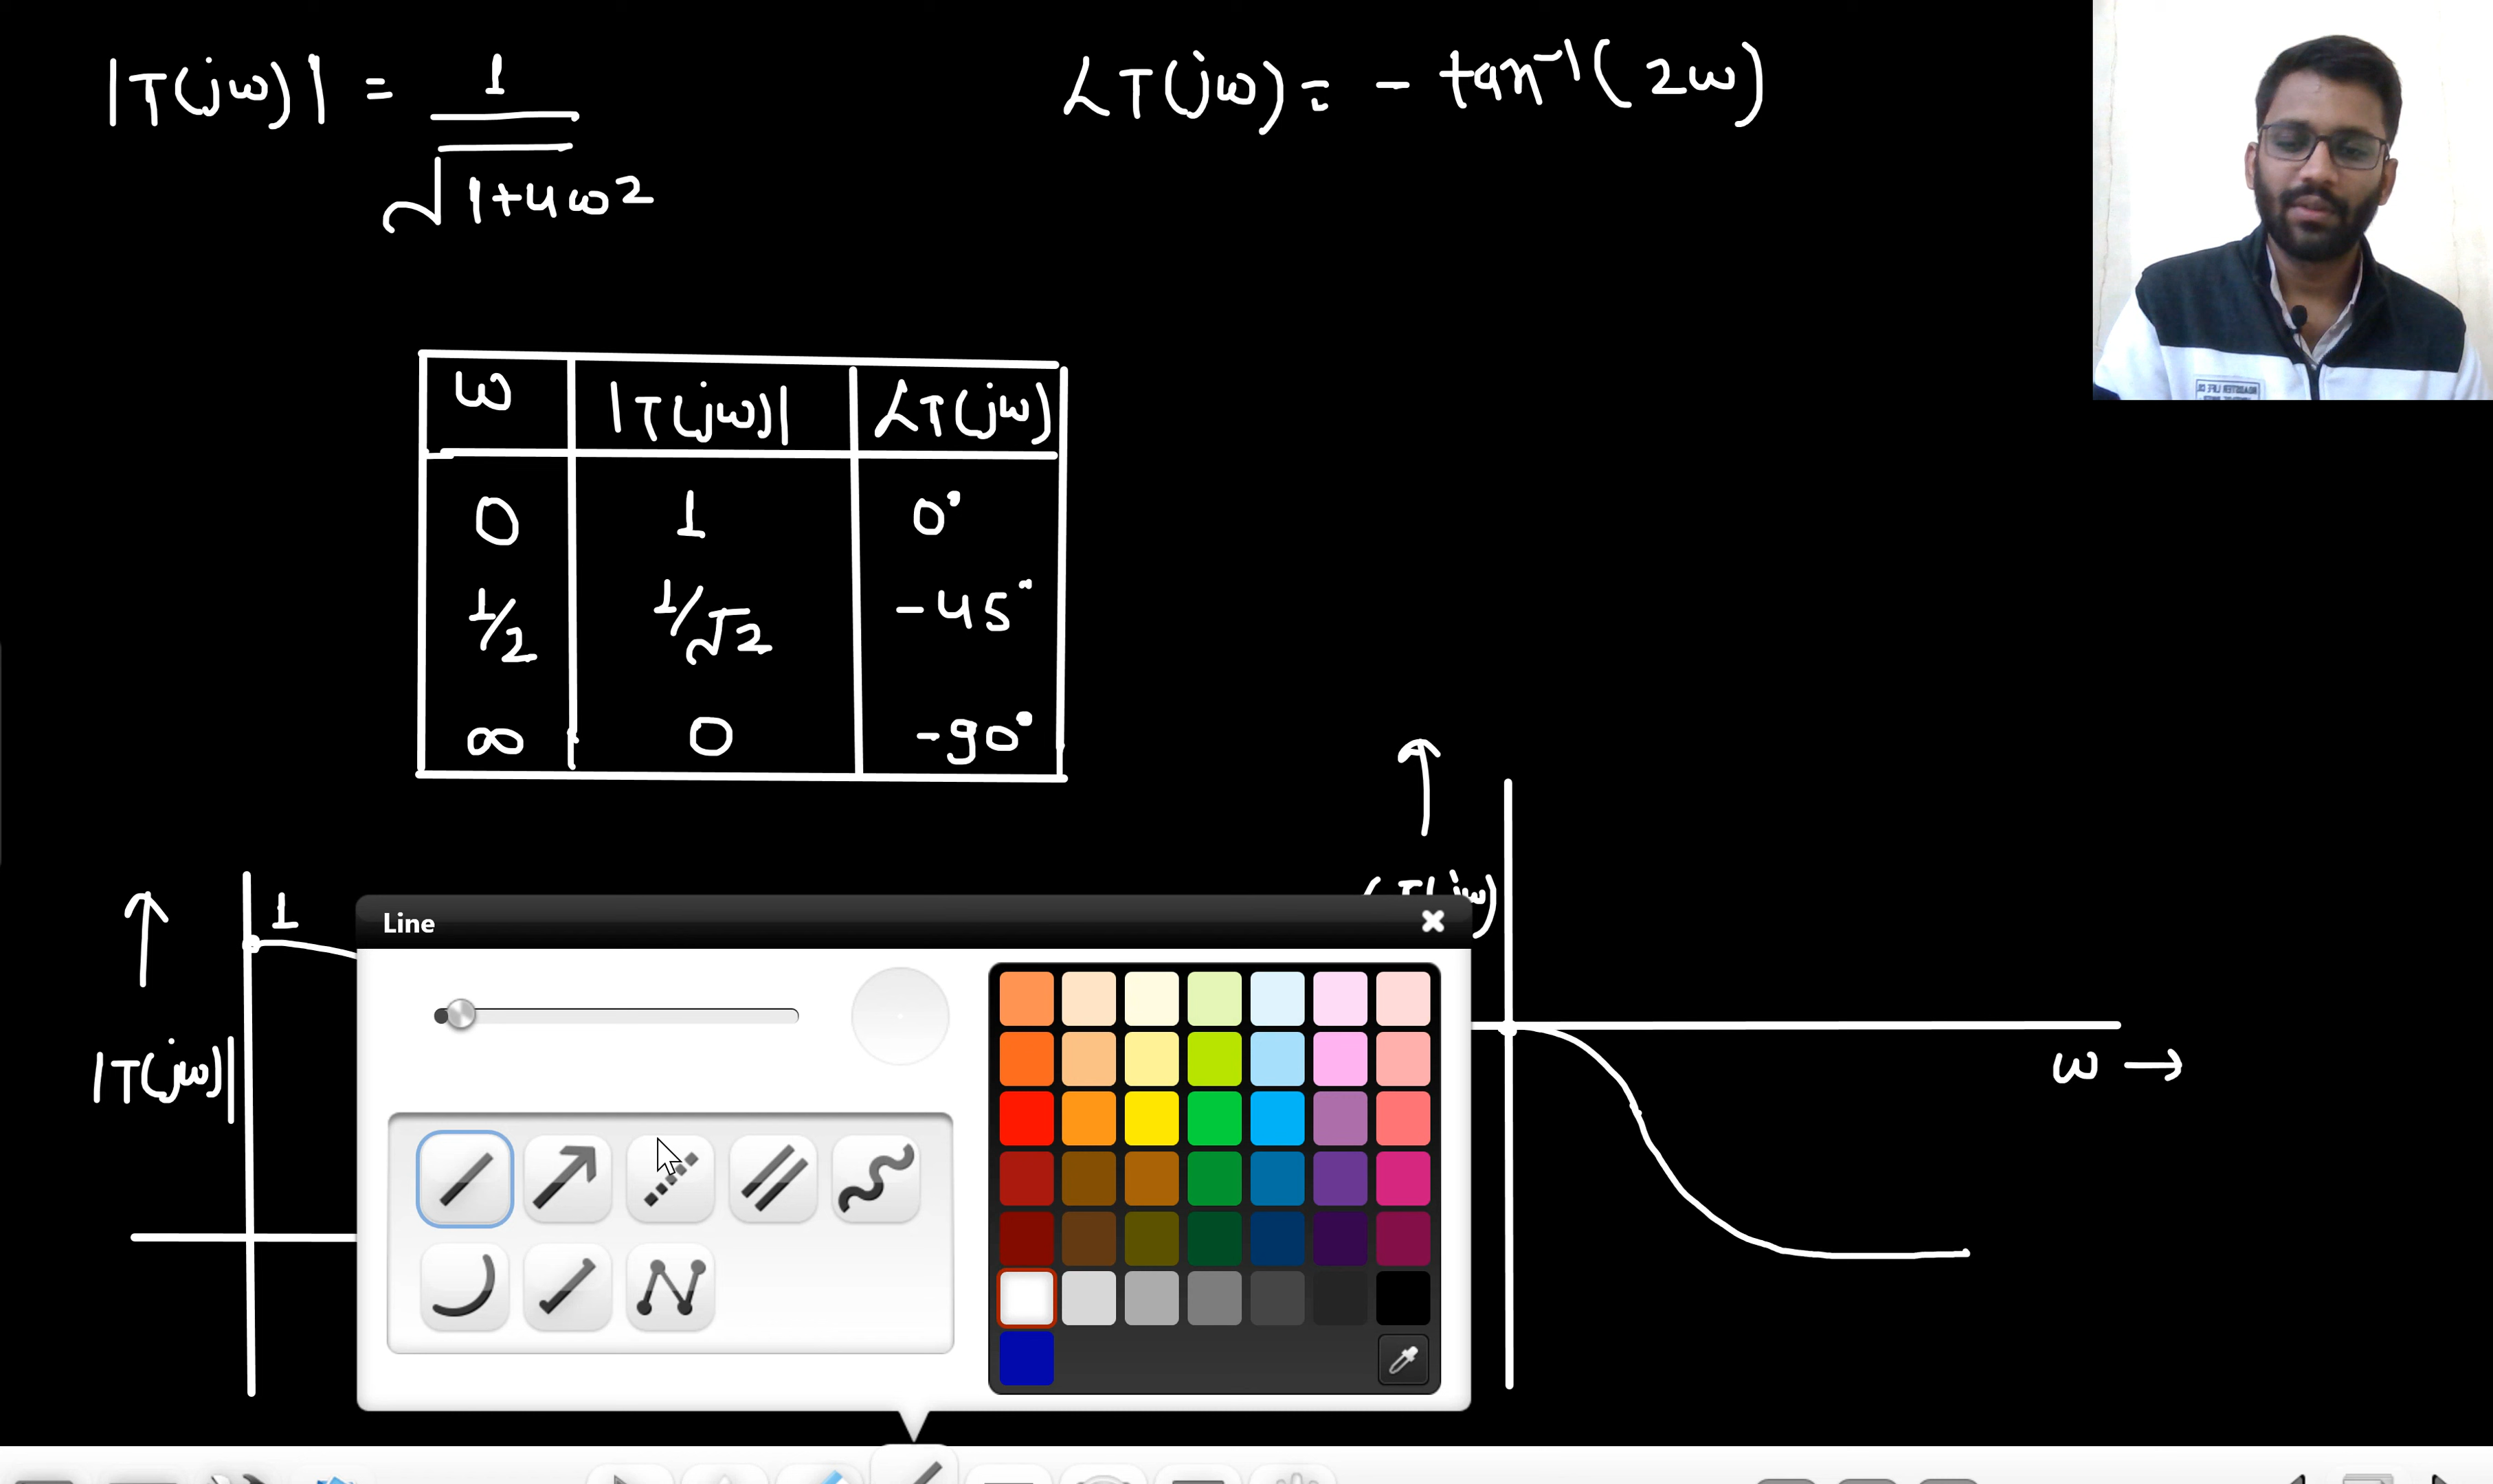 |T(jω)| = 1
√1+4ω2
∠T(jω) = - tan-1(2ω)
ω |T(jω)| ∠T(jω)
0 1 0°
1/2 1/√2 -45°
∞ 0 -90°
1
|T(jω)|
Line
ω →